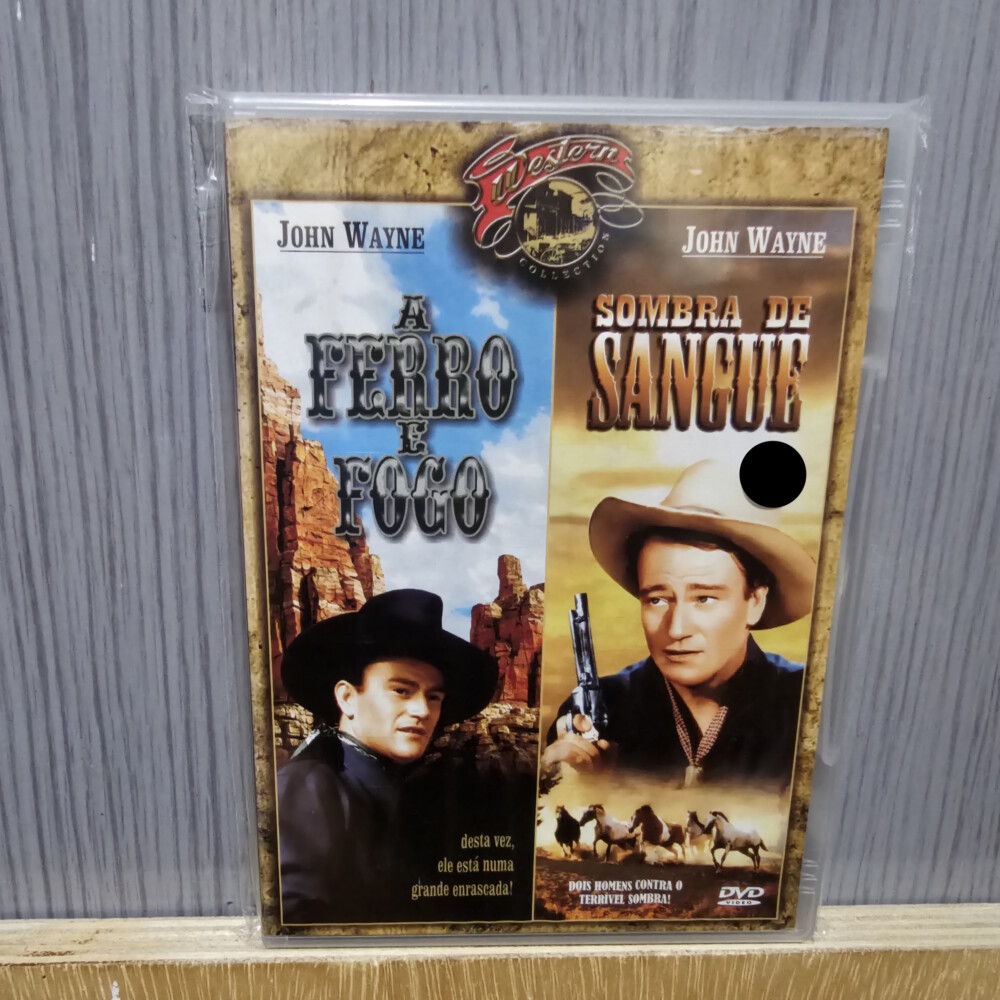 Western
COLLECTION
JOHN WAYNE
A
FERRO
E
FOGO
desta vez,
ele está numa
grande enrascada!
JOHN WAYNE
SOMBRA DE
SANGUE
DOIS HOMENS CONTRA O
TERRÍVEL SOMBRA!
DVD
VIDEO